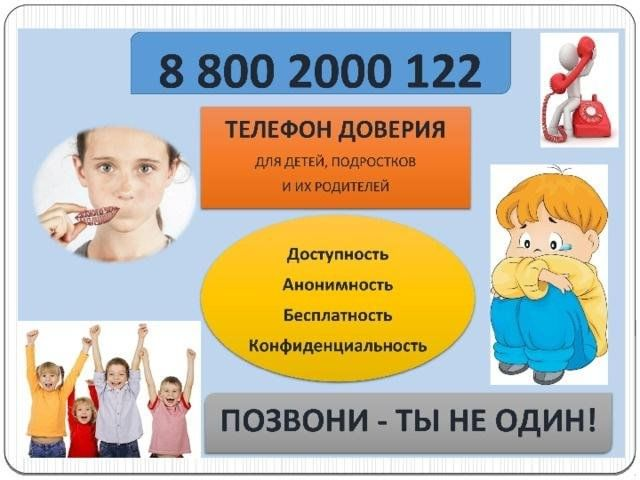 8 800 2000 122
ТЕЛЕФОН ДОВЕРИЯ
ДЛЯ ДЕТЕЙ, ПОДРОСТКОВ
И ИХ РОДИТЕЛЕЙ
Доступность
Анонимность
Бесплатность
Конфиденциальность
ПОЗВОНИ - ТЫ НЕ ОДИН!